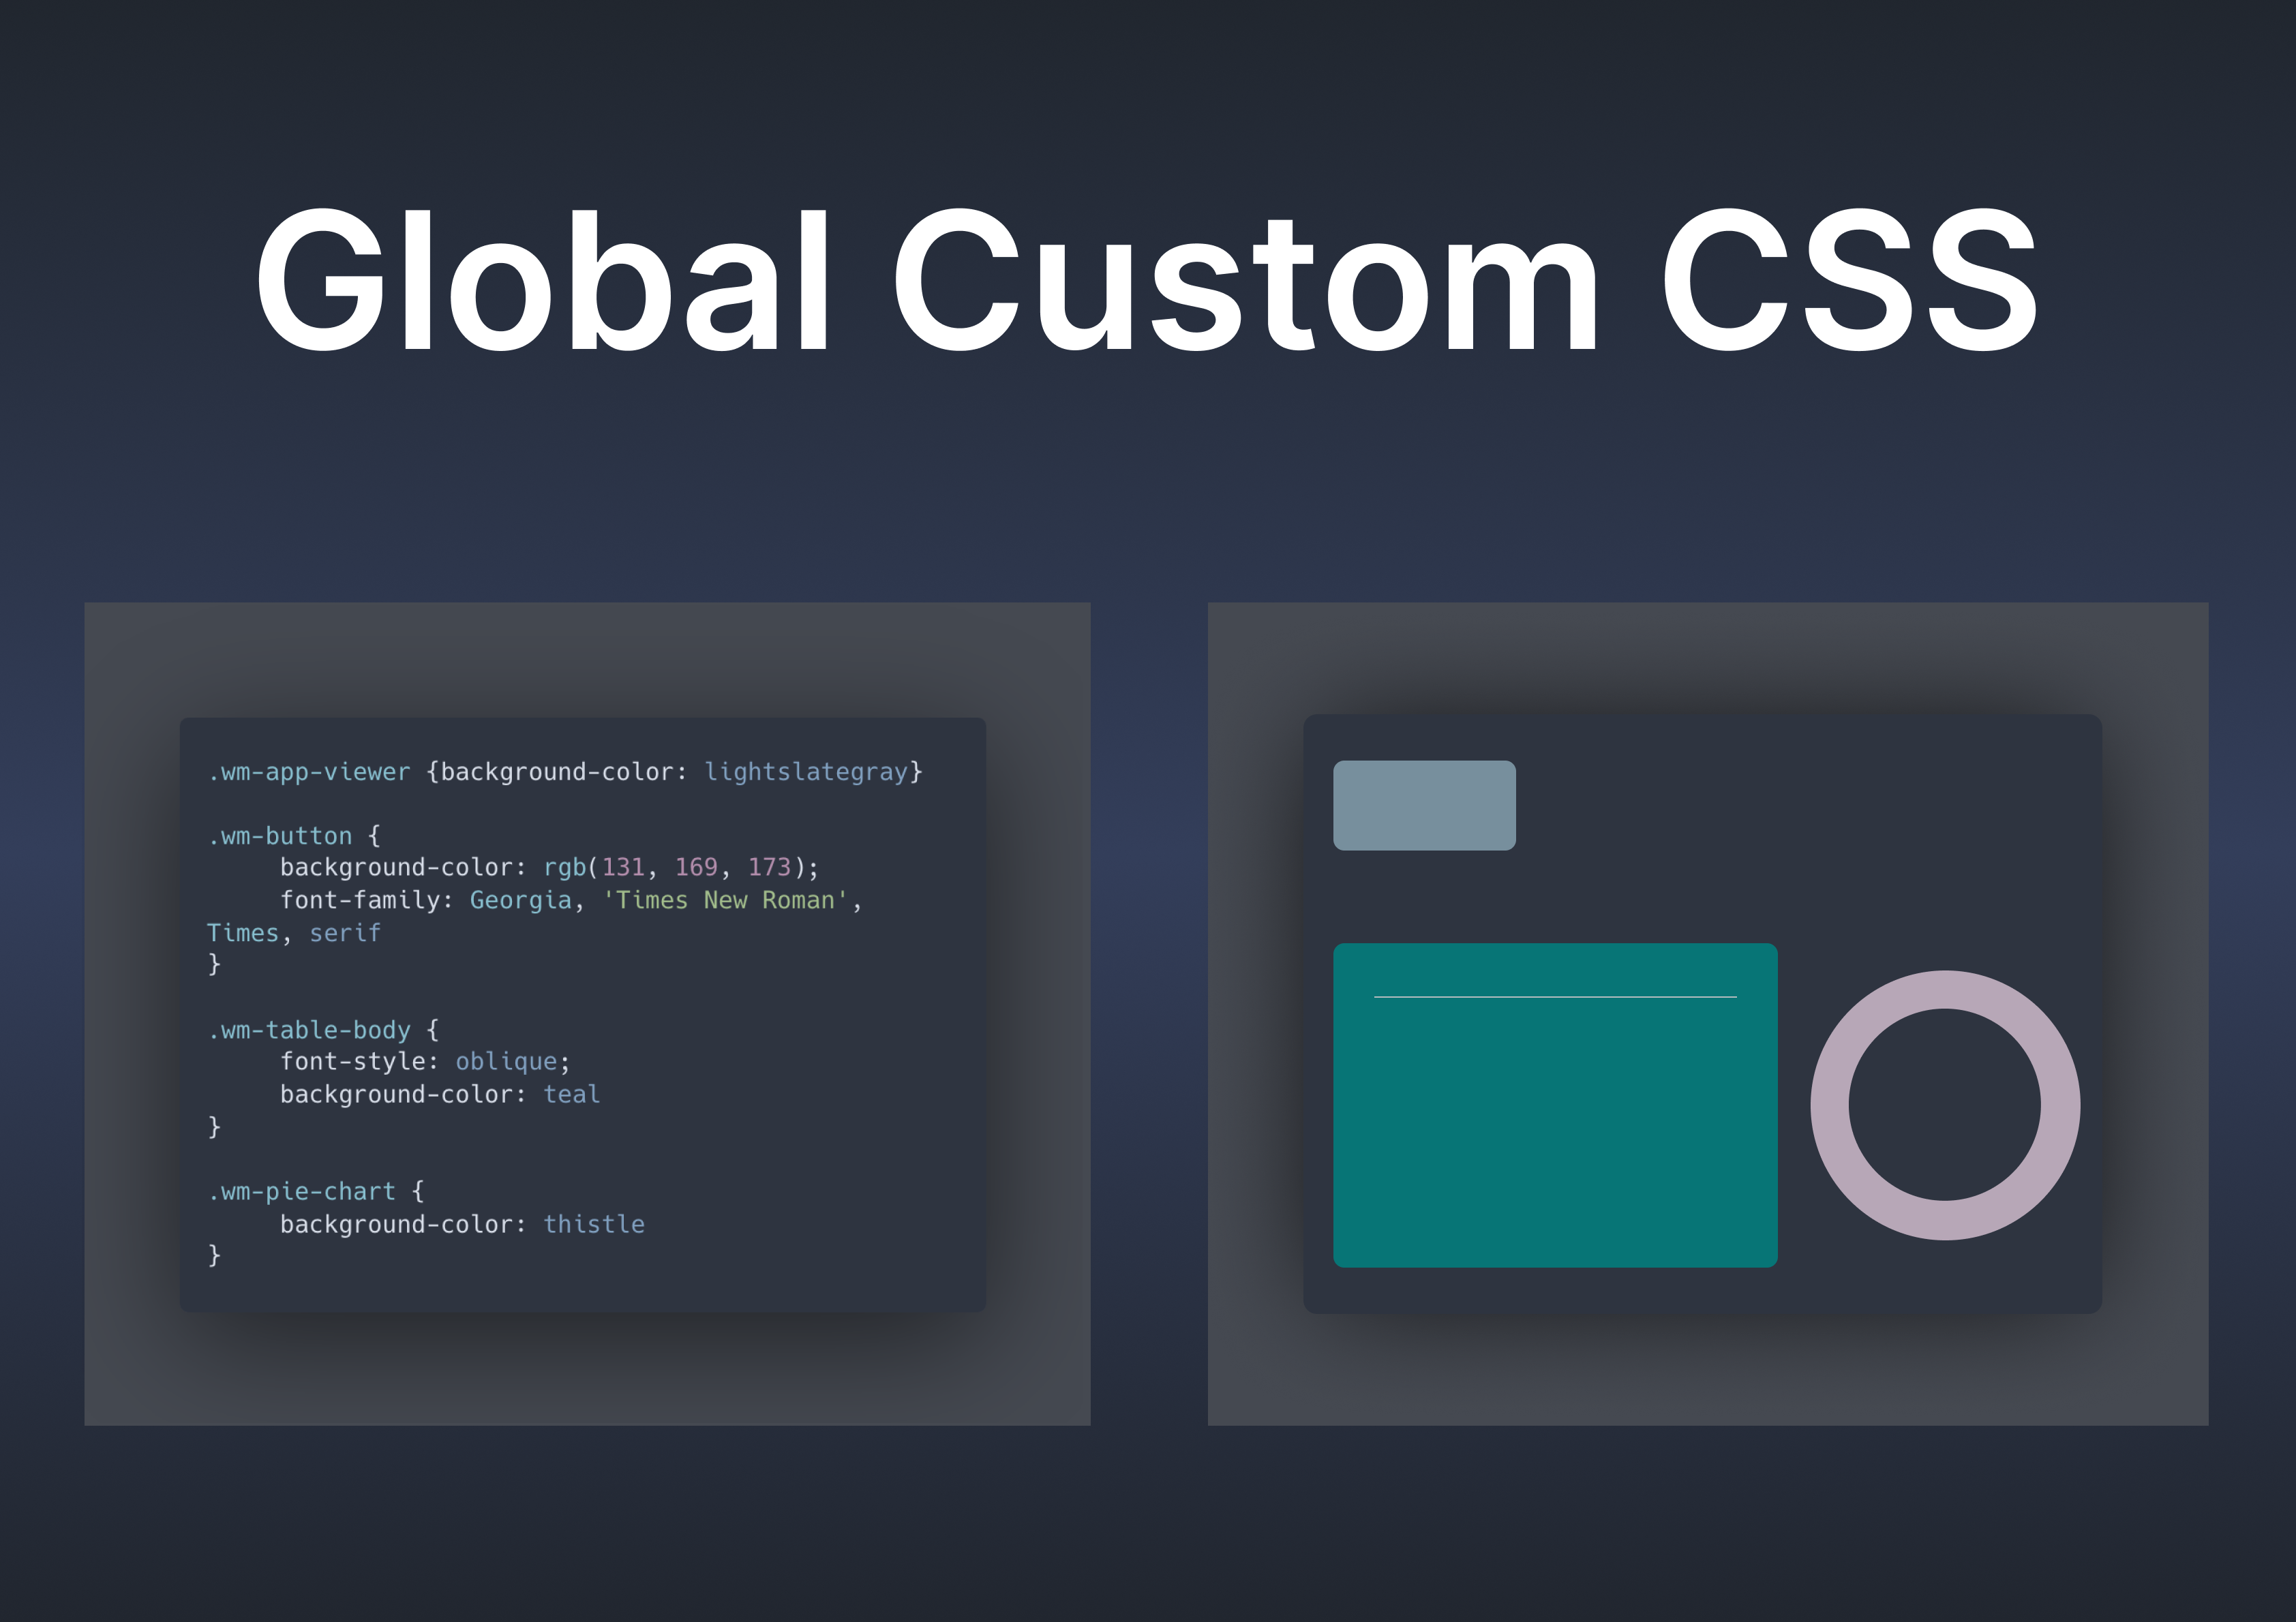 Global Custom CSS
.wm-app-viewer {background-color: lightslategray}
.wm-button {
background-color: rgb(131, 169, 173);
font-family: Georgia, 'Times New Roman',
Times, serif
}
.wm-table-body {
font-style: oblique;
background-color: teal
}
.wm-pie-chart {
background-color: thistle
}